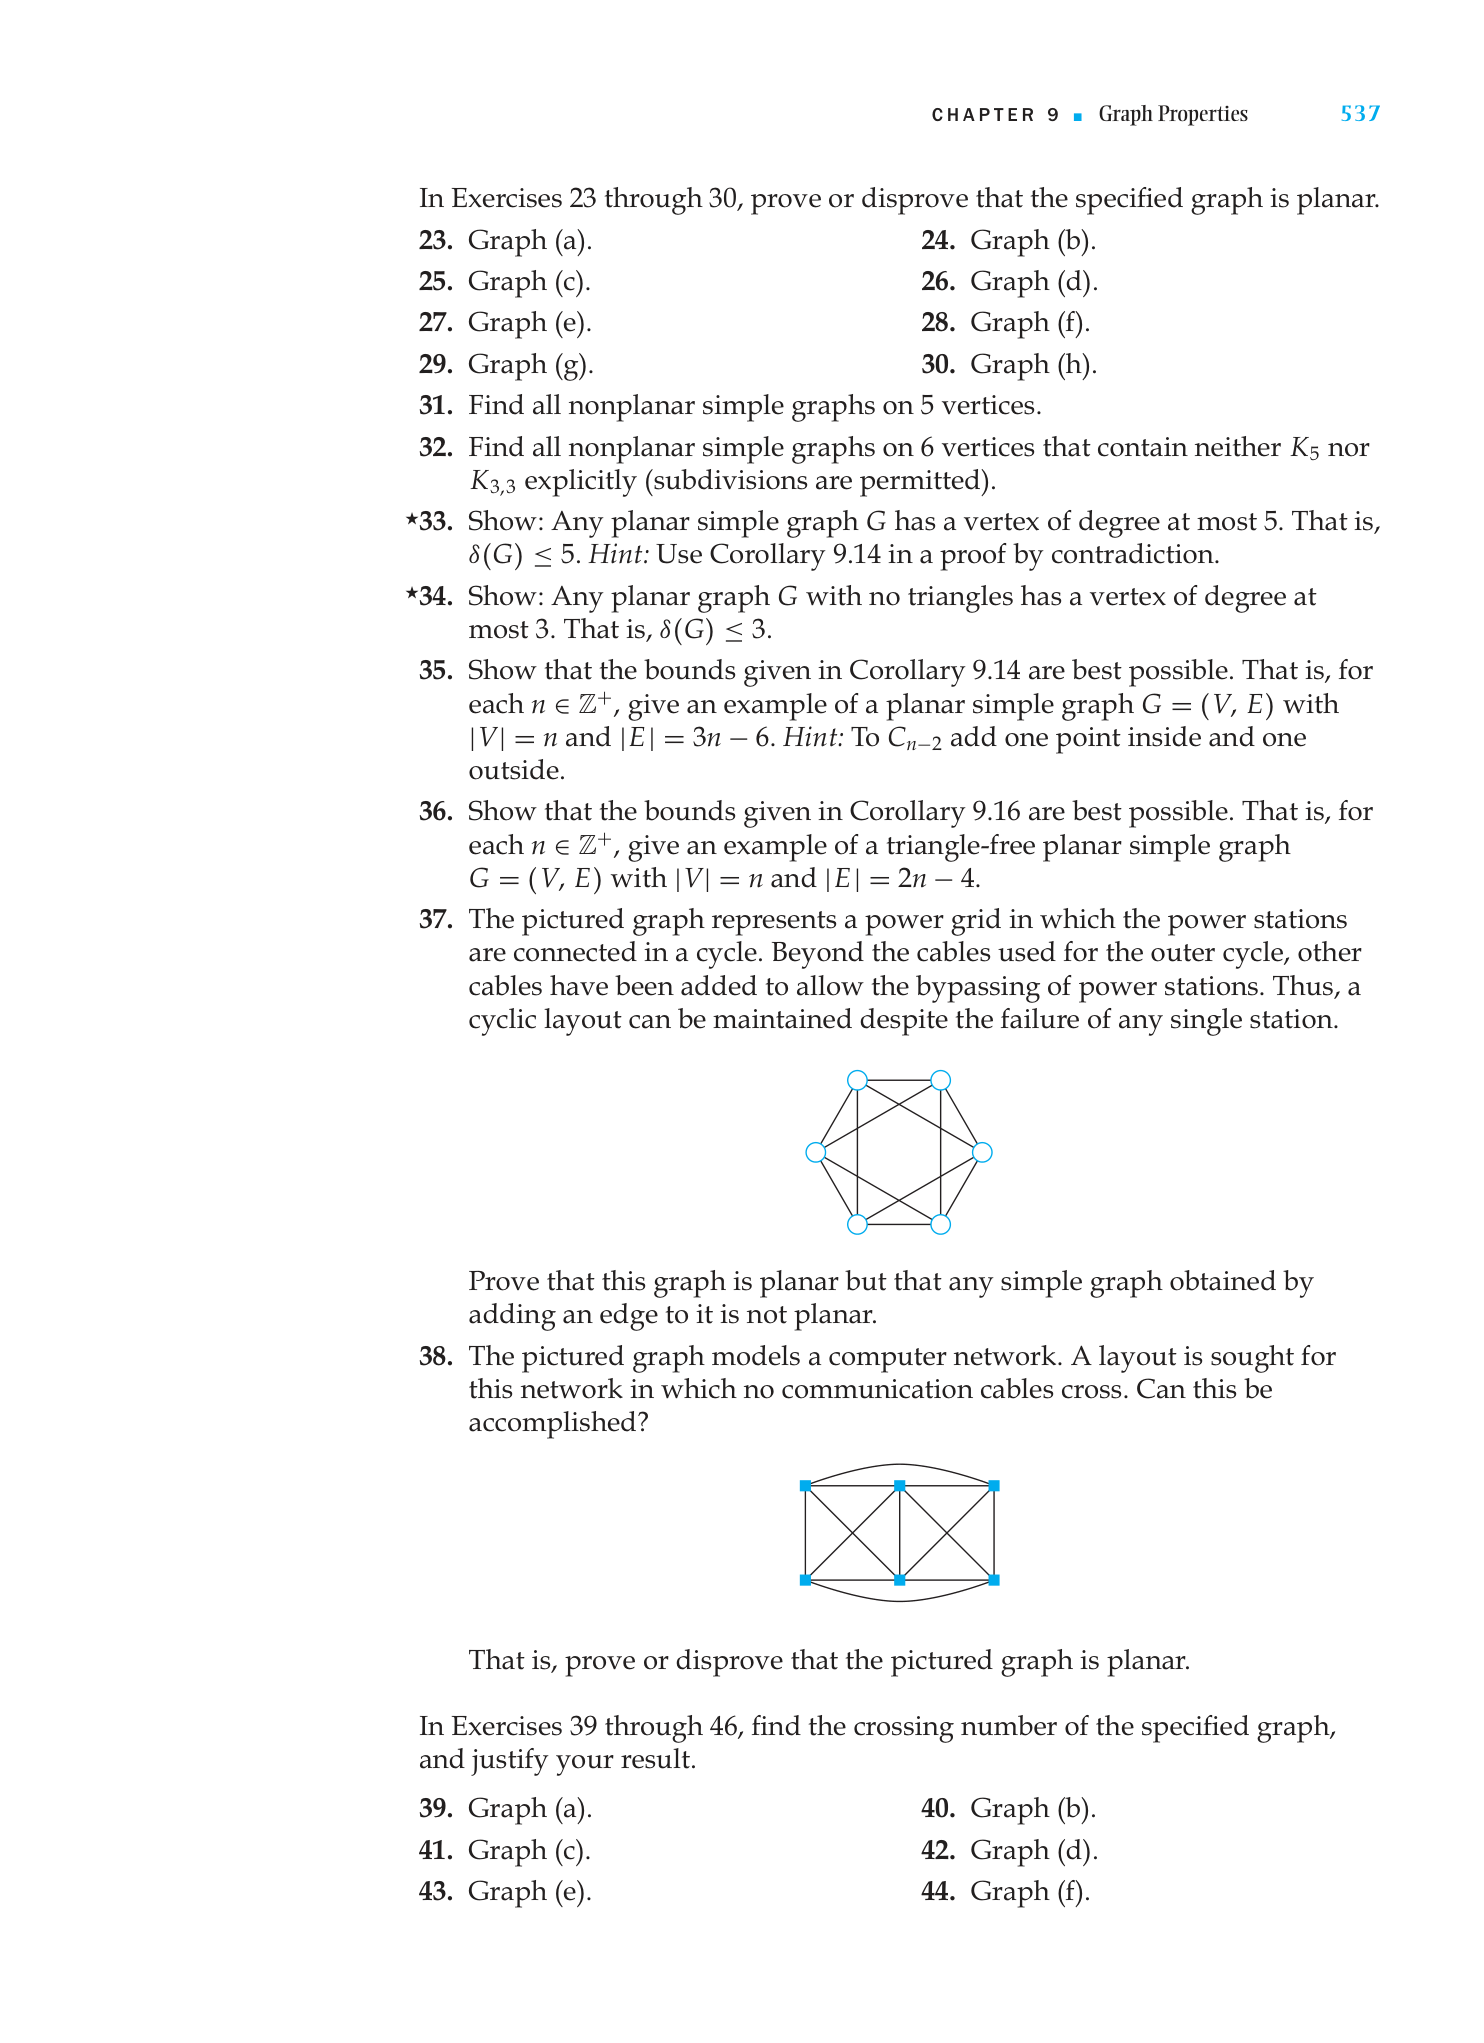 CHAPTER 9 ■ Graph Properties 537
In Exercises 23 through 30, prove or disprove that the specified graph is planar.
23. Graph (a). 24. Graph (b).
25. Graph (c). 26. Graph (d).
27. Graph (e). 28. Graph (f).
29. Graph (g). 30. Graph (h).
31. Find all nonplanar simple graphs on 5 vertices.
32. Find all nonplanar simple graphs on 6 vertices that contain neither K₅ nor
K₃,₃ explicitly (subdivisions are permitted).
★33. Show: Any planar simple graph G has a vertex of degree at most 5. That is,
δ(G) ≤ 5. Hint: Use Corollary 9.14 in a proof by contradiction.
★34. Show: Any planar graph G with no triangles has a vertex of degree at
most 3. That is, δ(G) ≤ 3.
35. Show that the bounds given in Corollary 9.14 are best possible. That is, for
each n ∈ ℤ⁺, give an example of a planar simple graph G = (V, E) with
|V| = n and |E| = 3n − 6. Hint: To Cₙ₋₂ add one point inside and one
outside.
36. Show that the bounds given in Corollary 9.16 are best possible. That is, for
each n ∈ ℤ⁺, give an example of a triangle-free planar simple graph
G = (V, E) with |V| = n and |E| = 2n − 4.
37. The pictured graph represents a power grid in which the power stations
are connected in a cycle. Beyond the cables used for the outer cycle, other
cables have been added to allow the bypassing of power stations. Thus, a
cyclic layout can be maintained despite the failure of any single station.
Prove that this graph is planar but that any simple graph obtained by
adding an edge to it is not planar.
38. The pictured graph models a computer network. A layout is sought for
this network in which no communication cables cross. Can this be
accomplished?
That is, prove or disprove that the pictured graph is planar.
In Exercises 39 through 46, find the crossing number of the specified graph,
and justify your result.
39. Graph (a). 40. Graph (b).
41. Graph (c). 42. Graph (d).
43. Graph (e). 44. Graph (f).